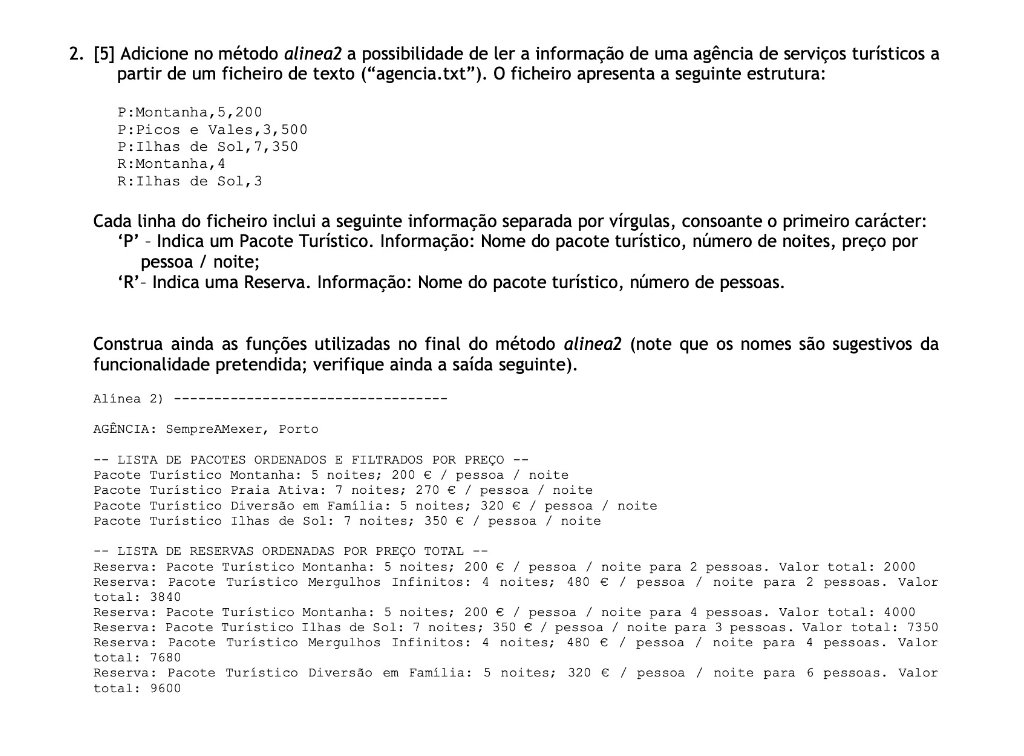 2. [5] Adicione no método alinea2 a possibilidade de ler a informação de uma agência de serviços turísticos a
partir de um ficheiro de texto (“agencia.txt”). O ficheiro apresenta a seguinte estrutura:
P:Montanha,5,200
P:Picos e Vales,3,500
P:Ilhas de Sol,7,350
R:Montanha,4
R:Ilhas de Sol,3
Cada linha do ficheiro inclui a seguinte informação separada por vírgulas, consoante o primeiro carácter:
‘P’ – Indica um Pacote Turístico. Informação: Nome do pacote turístico, número de noites, preço por
pessoa / noite;
‘R’– Indica uma Reserva. Informação: Nome do pacote turístico, número de pessoas.
Construa ainda as funções utilizadas no final do método alinea2 (note que os nomes são sugestivos da
funcionalidade pretendida; verifique ainda a saída seguinte).
Alínea 2) ----------------------------------
AGÊNCIA: SempreAMexer, Porto
-- LISTA DE PACOTES ORDENADOS E FILTRADOS POR PREÇO --
Pacote Turístico Montanha: 5 noites; 200 € / pessoa / noite
Pacote Turístico Praia Ativa: 7 noites; 270 € / pessoa / noite
Pacote Turístico Diversão em Família: 5 noites; 320 € / pessoa / noite
Pacote Turístico Ilhas de Sol: 7 noites; 350 € / pessoa / noite
-- LISTA DE RESERVAS ORDENADAS POR PREÇO TOTAL --
Reserva: Pacote Turístico Montanha: 5 noites; 200 € / pessoa / noite para 2 pessoas. Valor total: 2000
Reserva: Pacote Turístico Mergulhos Infinitos: 4 noites; 480 € / pessoa / noite para 2 pessoas. Valor
total: 3840
Reserva: Pacote Turístico Montanha: 5 noites; 200 € / pessoa / noite para 4 pessoas. Valor total: 4000
Reserva: Pacote Turístico Ilhas de Sol: 7 noites; 350 € / pessoa / noite para 3 pessoas. Valor total: 7350
Reserva: Pacote Turístico Mergulhos Infinitos: 4 noites; 480 € / pessoa / noite para 4 pessoas. Valor
total: 7680
Reserva: Pacote Turístico Diversão em Família: 5 noites; 320 € / pessoa / noite para 6 pessoas. Valor
total: 9600